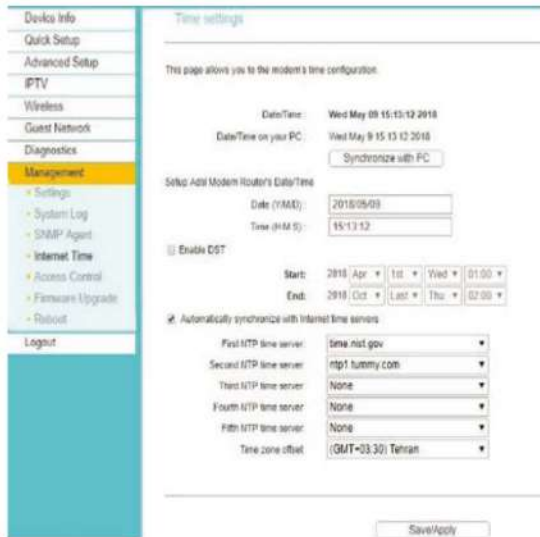 Device Info
Quick Setup
Advanced Setup
IPTV
Wireless
Guest Network
Diagnostics
Management
Settings
System Log
SNMP Agent
Internet Time
Access Control
Firmware Upgrade
Reboot
Logout
Time settings
This page allows you to the modem's time configuration.
Date/Time : Wed May 09 15:13:12 2018
Date/Time on your PC : Wed May 9 15 13 12 2018
Synchronize with PC
Setup Adsl Modem Router's Date/Time
Date (Y/M/D) : 2018/05/09
Time (H:M:S) : 15:13:12
Enable DST
Start: 2018 Apr 1st Wed 01:00
End: 2018 Oct Last Thu 02:00
Automatically synchronize with Internet time servers
First NTP time server: time.nist.gov
Second NTP time server: ntp1.tummy.com
Third NTP time server: None
Fourth NTP time server: None
Fifth NTP time server: None
Time zone offset: (GMT+03:30) Tehran
Save/Apply